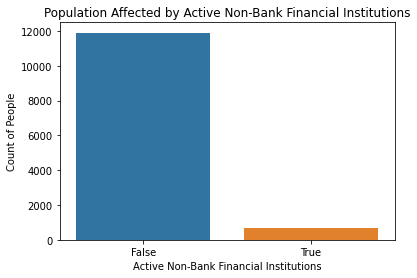 Population Affected by Active Non-Bank Financial Institutions
12000
10000
8000
6000
4000
2000
0
Count of People
False
True
Active Non-Bank Financial Institutions